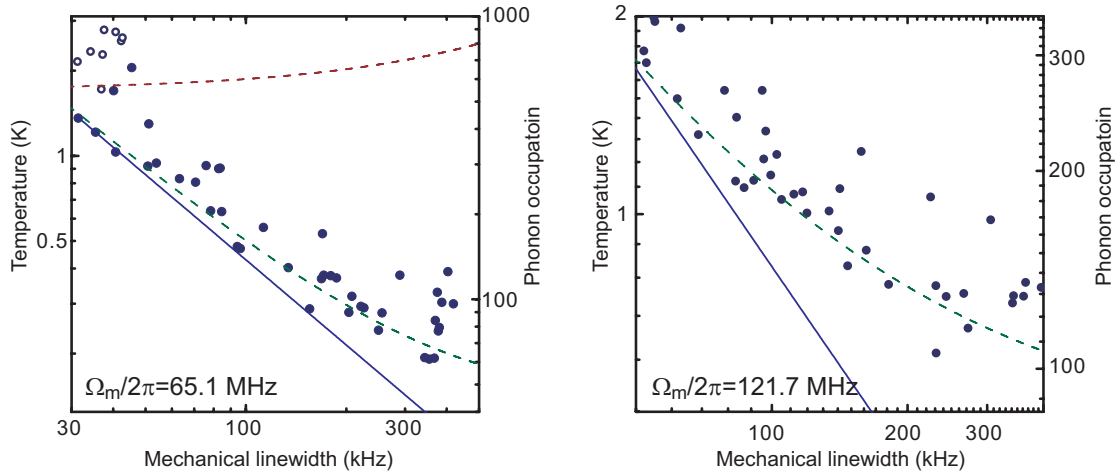 1000
1
0.5
100
Temperature (K)
Phonon occupatoin
Ω_m/2π=65.1 MHz
30
100
300
Mechanical linewidth (kHz)
2
1
300
200
100
Temperature (K)
Phonon occupatoin
Ω_m/2π=121.7 MHz
100
200
300
Mechanical linewidth (kHz)